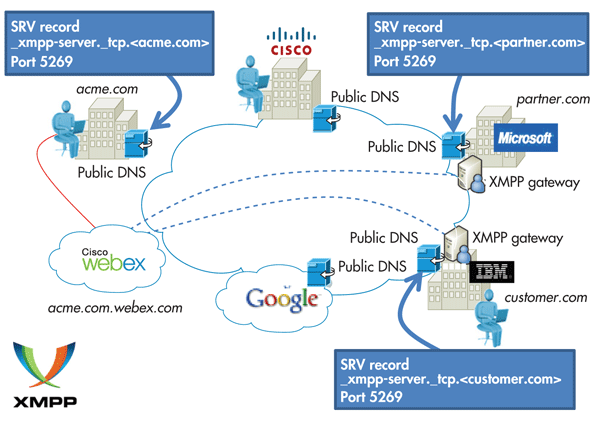 SRV record
_xmpp-server._tcp.<acme.com>
Port 5269
CISCO
SRV record
_xmpp-server._tcp.<partner.com>
Port 5269
acme.com
Public DNS
partner.com
Public DNS
Microsoft
Public DNS
XMPP gateway
Cisco
webex
acme.com.webex.com
Public DNS
XMPP gateway
Public DNS
IBM
Google
customer.com
XMPP
SRV record
_xmpp-server._tcp.<customer.com>
Port 5269